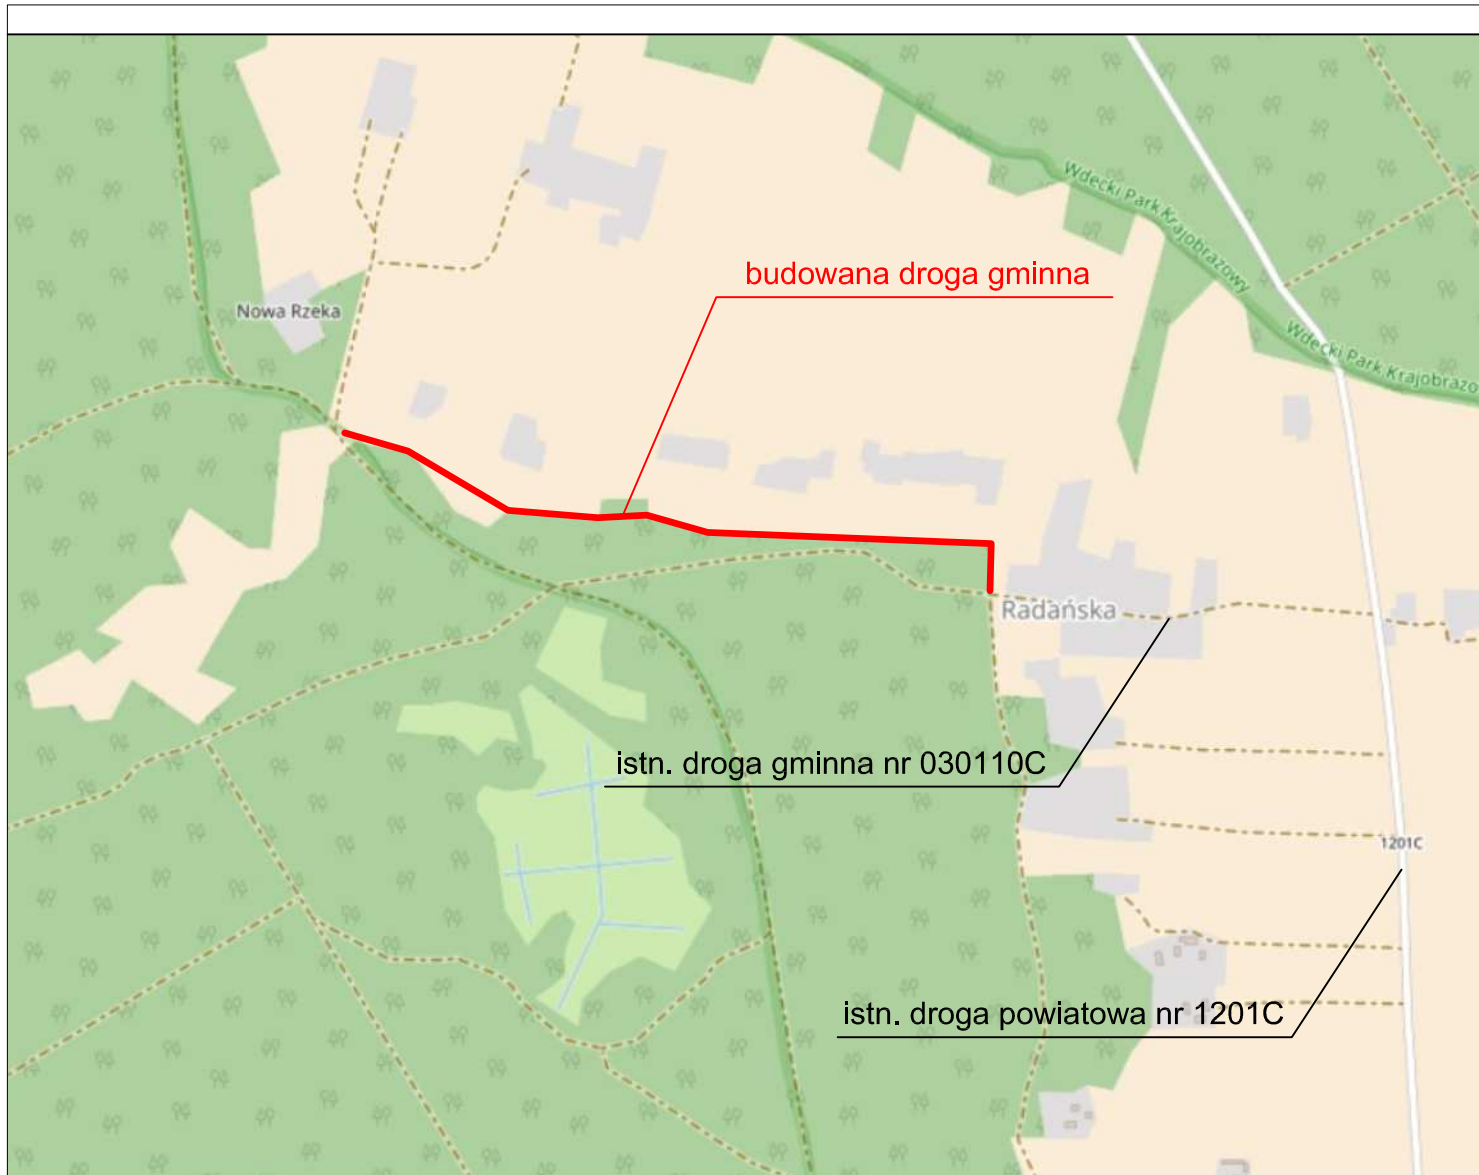 Wdecki Park Krajobrazowy
budowana droga gminna
Nowa Rzeka
Wdecki Park Krajobrazo
Radańska
istn. droga gminna nr 030110C
1201C
istn. droga powiatowa nr 1201C